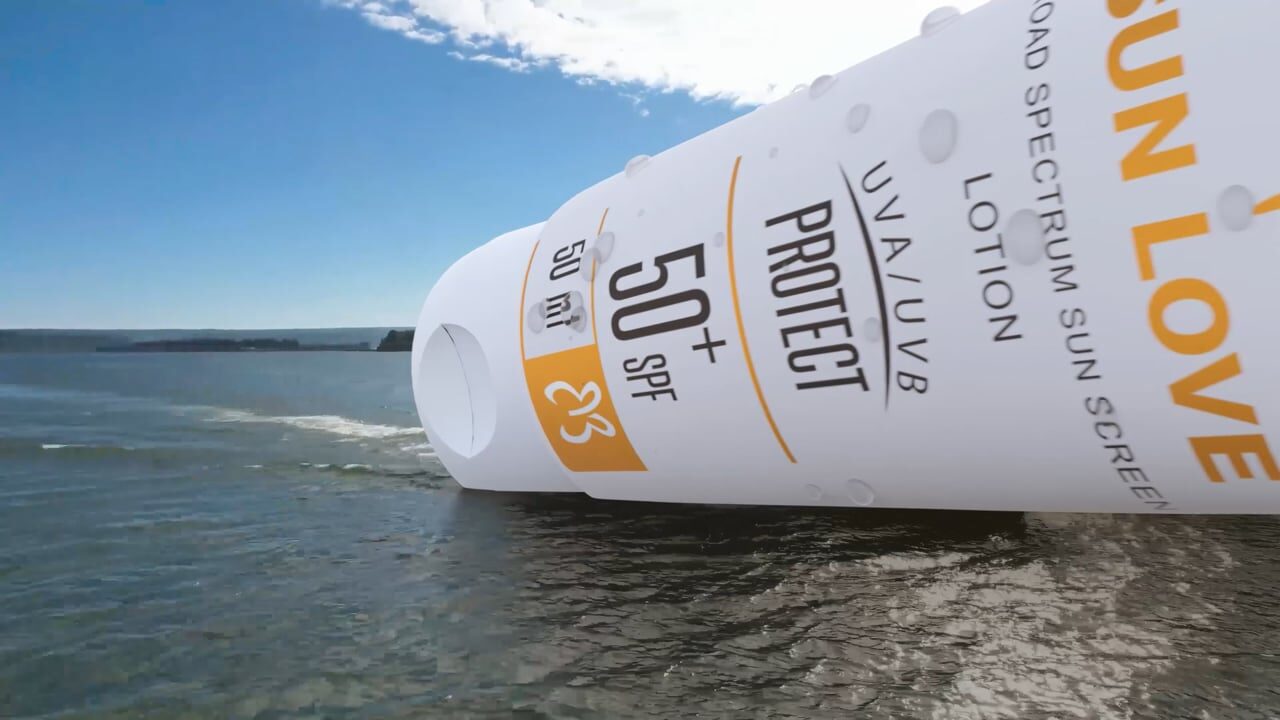 SUN LOVE
OAD SPECTRUM SUN SCREEN
LOTION
UVA/UVB
PROTECT
50+
SPF
50 ml